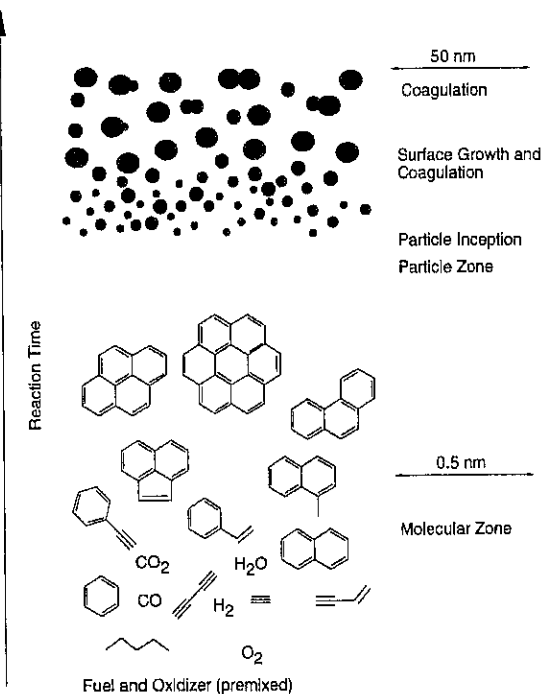 50 nm
Coagulation
Surface Growth and
Coagulation
Particle Inception
Particle Zone
Reaction Time
0.5 nm
Molecular Zone
CO2
H2O
CO
H2
O2
Fuel and Oxidizer (premixed)